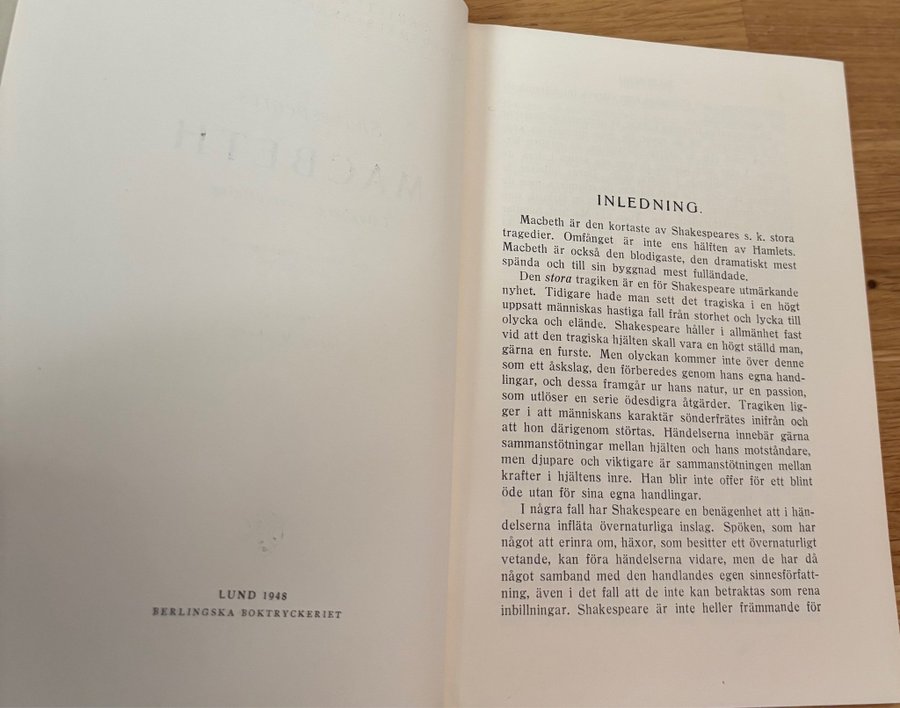 LUND 1948
BERLINGSKA BOKTRYCKERIET
INLEDNING.
Macbeth är den kortaste av Shakespeares s. k. stora
tragedier. Omfånget är inte ens hälften av Hamlets.
Macbeth är också den blodigaste, den dramatiskt mest
spända och till sin byggnad mest fulländade.
Den stora tragiken är en för Shakespeare utmärkande
nyhet. Tidigare hade man sett det tragiska i en högt
uppsatt människas hastiga fall från storhet och lycka till
olycka och elände. Shakespeare håller i allmänhet fast
vid att den tragiska hjälten skall vara en högt ställd man,
gärna en furste. Men olyckan kommer inte över denne
som ett åskslag, den förberedes genom hans egna hand-
lingar, och dessa framgår ur hans natur, ur en passion,
som utlöser en serie ödesdigra åtgärder. Tragiken lig-
ger i att människans karaktär sönderfrätes inifrån och
att hon därigenom störtas. Händelserna innebär gärna
sammanstötningar mellan hjälten och hans motståndare,
men djupare och viktigare är sammanstötningen mellan
krafter i hjältens inre. Han blir inte offer för ett blint
öde utan för sina egna handlingar.
I några fall har Shakespeare en benägenhet att i hän-
delserna infläta övernaturliga inslag. Spöken, som har
något att erinra om, häxor, som besitter ett övernaturligt
vetande, kan föra händelserna vidare, men de har då
något samband med den handlandes egen sinnesförfatt-
ning, även i det fall att de inte kan betraktas som rena
inbillningar. Shakespeare är inte heller främmande för